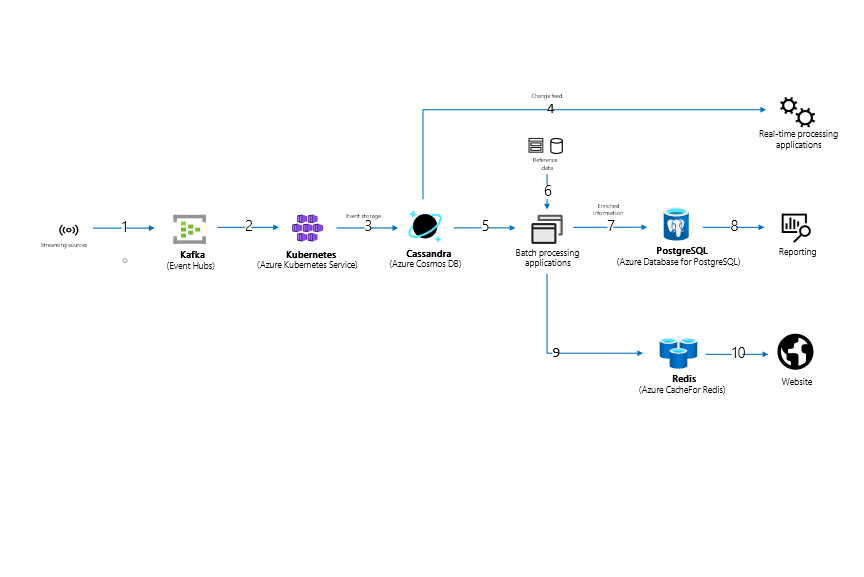 Change feed
4
Real-time processing
applications
Reference
data
6
Streaming sources
1
Kafka
(Event Hubs)
2
Kubernetes
(Azure Kubernetes Service)
Event storage
3
Cassandra
(Azure Cosmos DB)
5
Batch processing
applications
Enriched
information
7
PostgreSQL
(Azure Database for PostgreSQL)
8
Reporting
9
Redis
(Azure CacheFor Redis)
10
Website